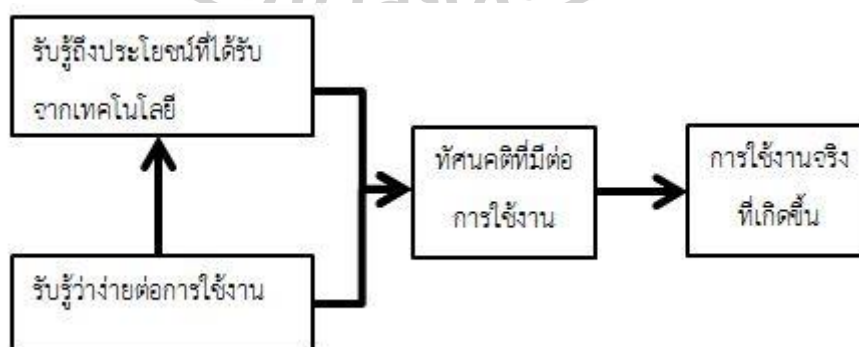 รับรู้ถึงประโยชน์ที่ได้รับ
จากเทคโนโลยี
ทัศนคติที่มีต่อ
การใช้งาน
การใช้งานจริง
ที่เกิดขึ้น
รับรู้ว่าง่ายต่อการใช้งาน